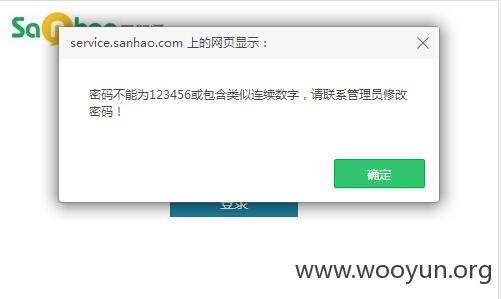 Sanhao
service.sanhao.com 上的网页显示：
密码不能为123456或包含类似连续数字，请联系管理员修改
密码！
确定
登录
www.wooyun.org